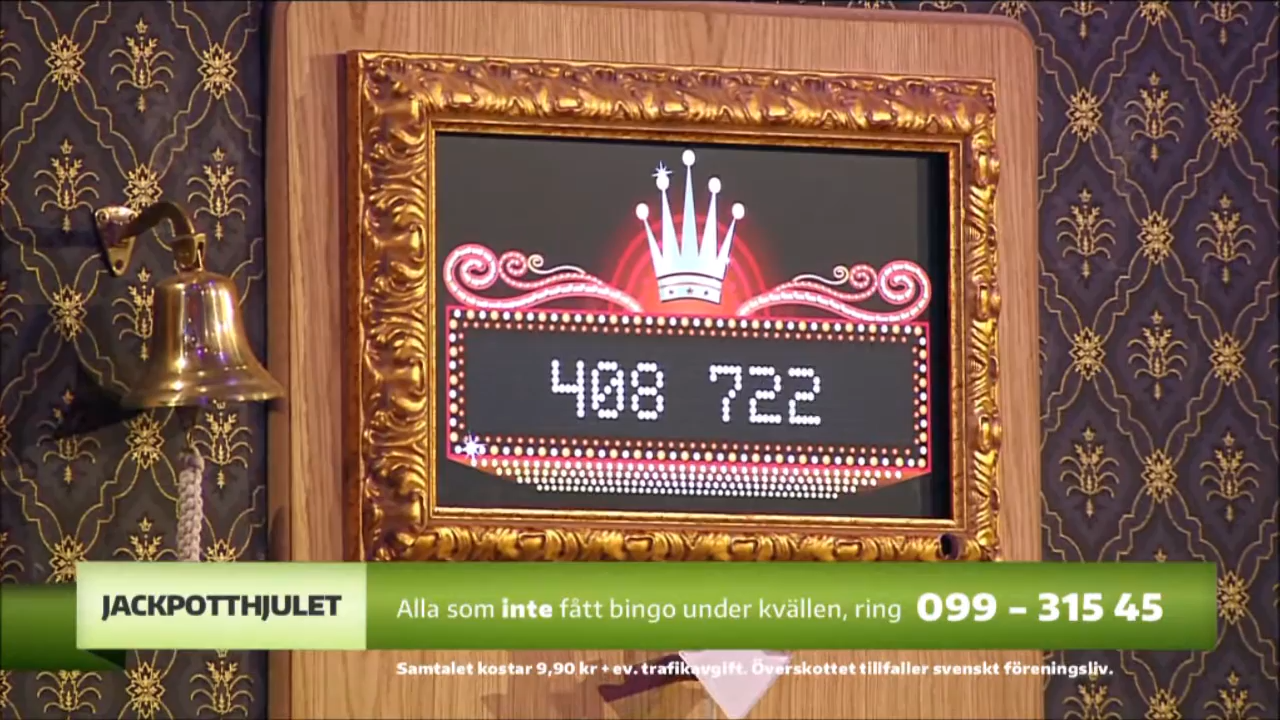 408 722
JACKPOTTHJULET
Alla som inte fått bingo under kvällen, ring 099 – 315 45
Samtalet kostar 9,90 kr + ev. trafikavgift. Överskottet tillfaller svenskt föreningsliv.